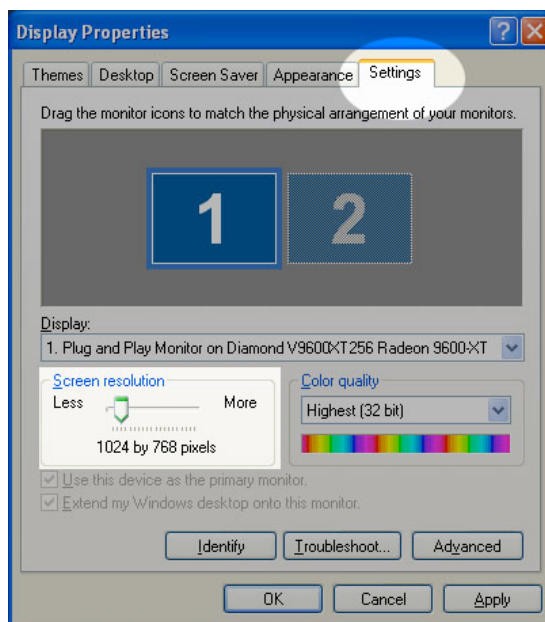 Display Properties
Themes Desktop Screen Saver Appearance Settings
Drag the monitor icons to match the physical arrangement of your monitors.
1 2
Display:
1. Plug and Play Monitor on Diamond V9600XT256 Radeon 9600-XT
Screen resolution
Less More
1024 by 768 pixels
Color quality
Highest (32 bit)
Use this device as the primary monitor.
Extend my Windows desktop onto this monitor.
Identify Troubleshoot... Advanced
OK Cancel Apply